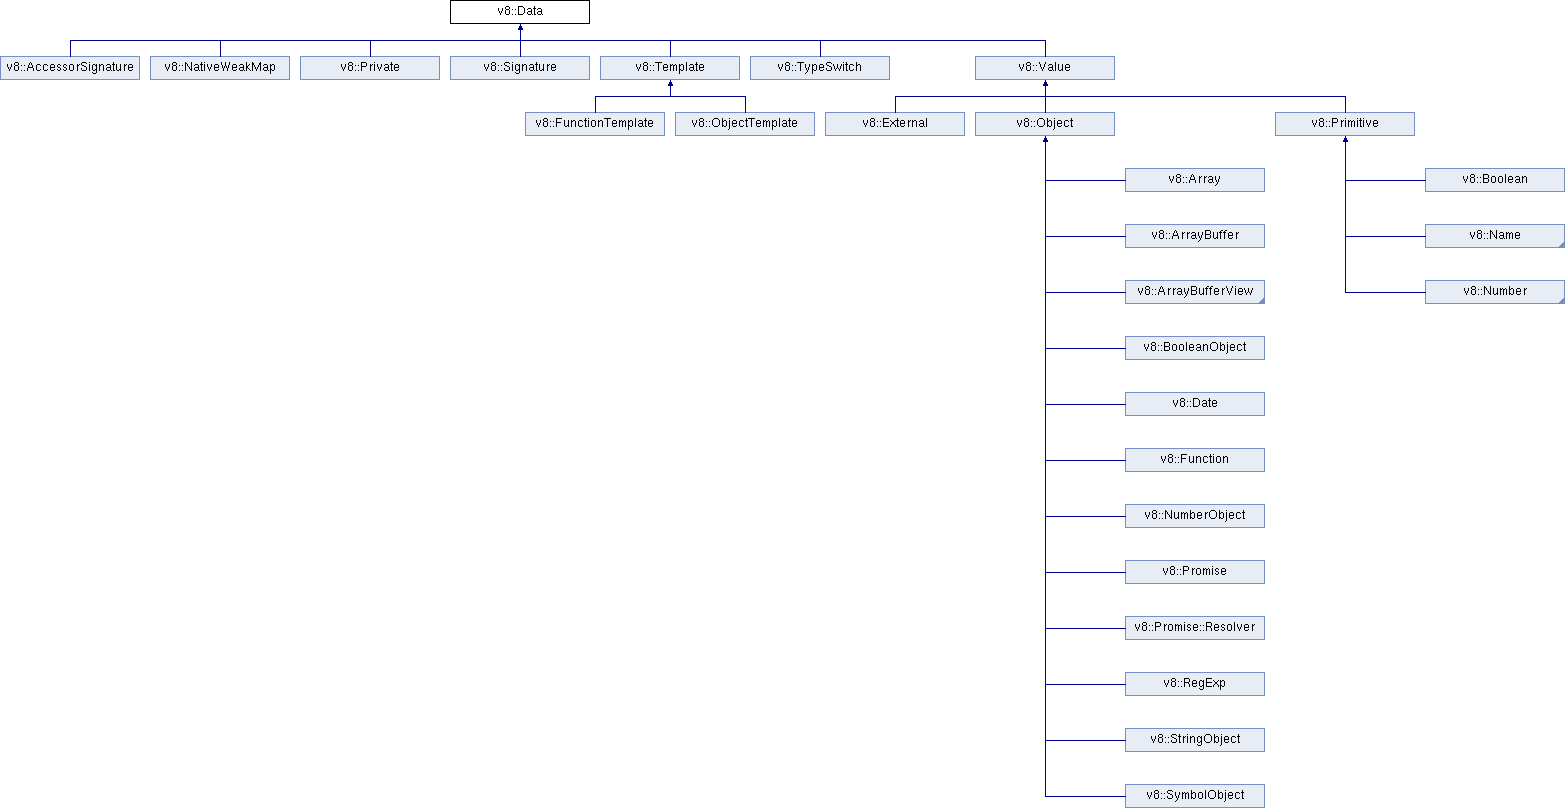 v8::Data
v8::AccessorSignature
v8::NativeWeakMap
v8::Private
v8::Signature
v8::Template
v8::TypeSwitch
v8::Value
v8::FunctionTemplate
v8::ObjectTemplate
v8::External
v8::Object
v8::Primitive
v8::Array
v8::Boolean
v8::ArrayBuffer
v8::Name
v8::ArrayBufferView
v8::Number
v8::BooleanObject
v8::Date
v8::Function
v8::NumberObject
v8::Promise
v8::Promise::Resolver
v8::RegExp
v8::StringObject
v8::SymbolObject